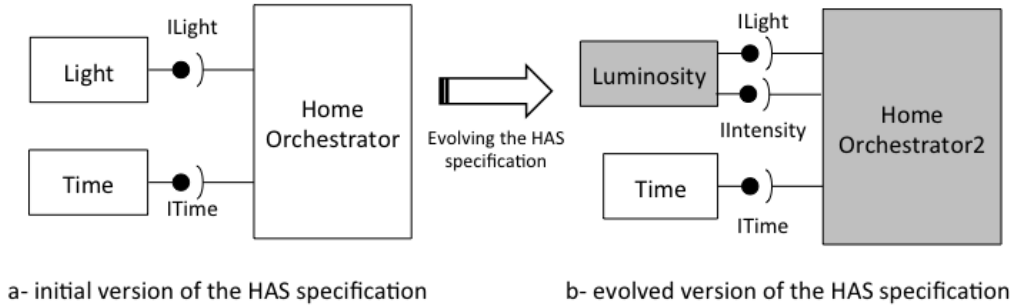 ILight
Light
Home
Orchestrator
Time
ITime
Evolving the HAS
specification
ILight
Luminosity
IIntensity
Home
Orchestrator2
Time
ITime
a- initial version of the HAS specification
b- evolved version of the HAS specification